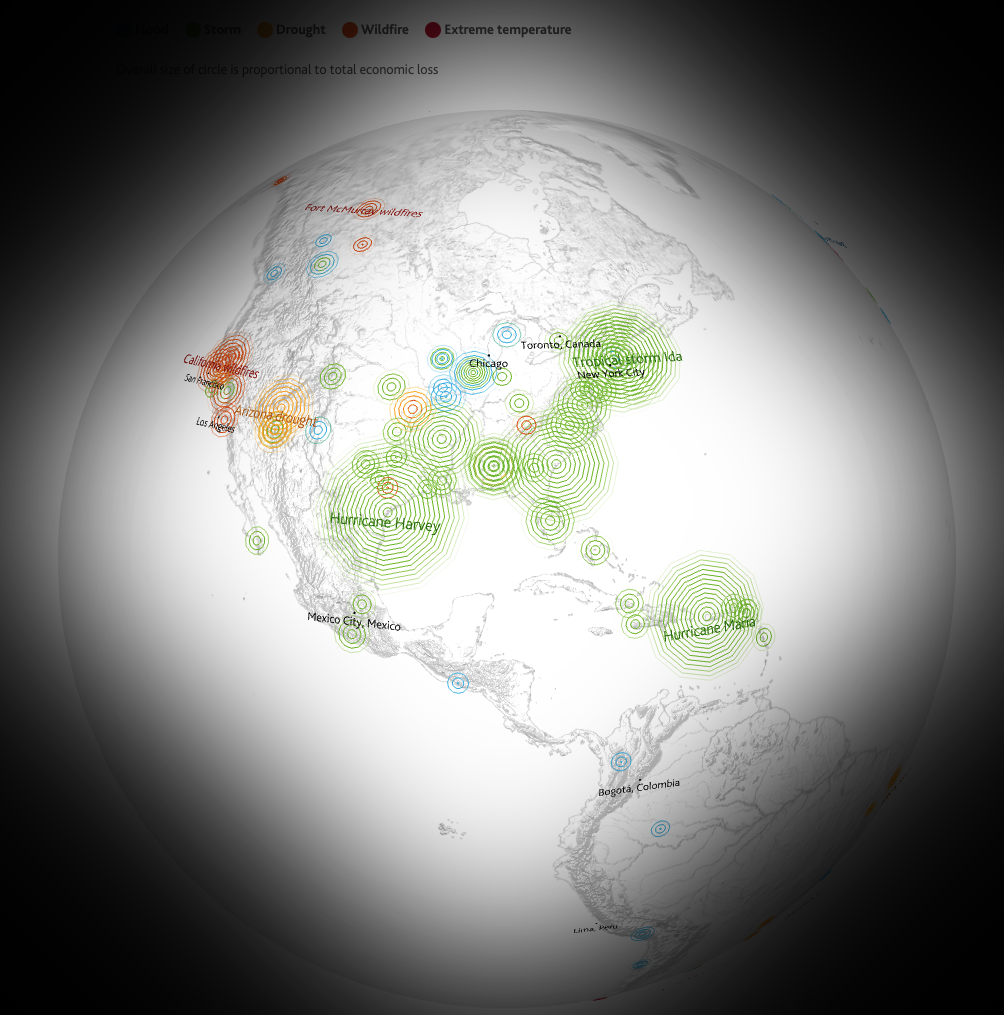 Flood Storm Drought Wildfire Extreme temperature
Overall size of circle is proportional to total economic loss
Fort McMurray wildfires
Toronto, Canada
Tropical storm Ida
Chicago
New York City
California wildfires
San Francisco
Arizona drought
Los Angeles
Hurricane Harvey
Mexico City, Mexico
Hurricane Maria
Bogotá, Colombia
Lima, Peru